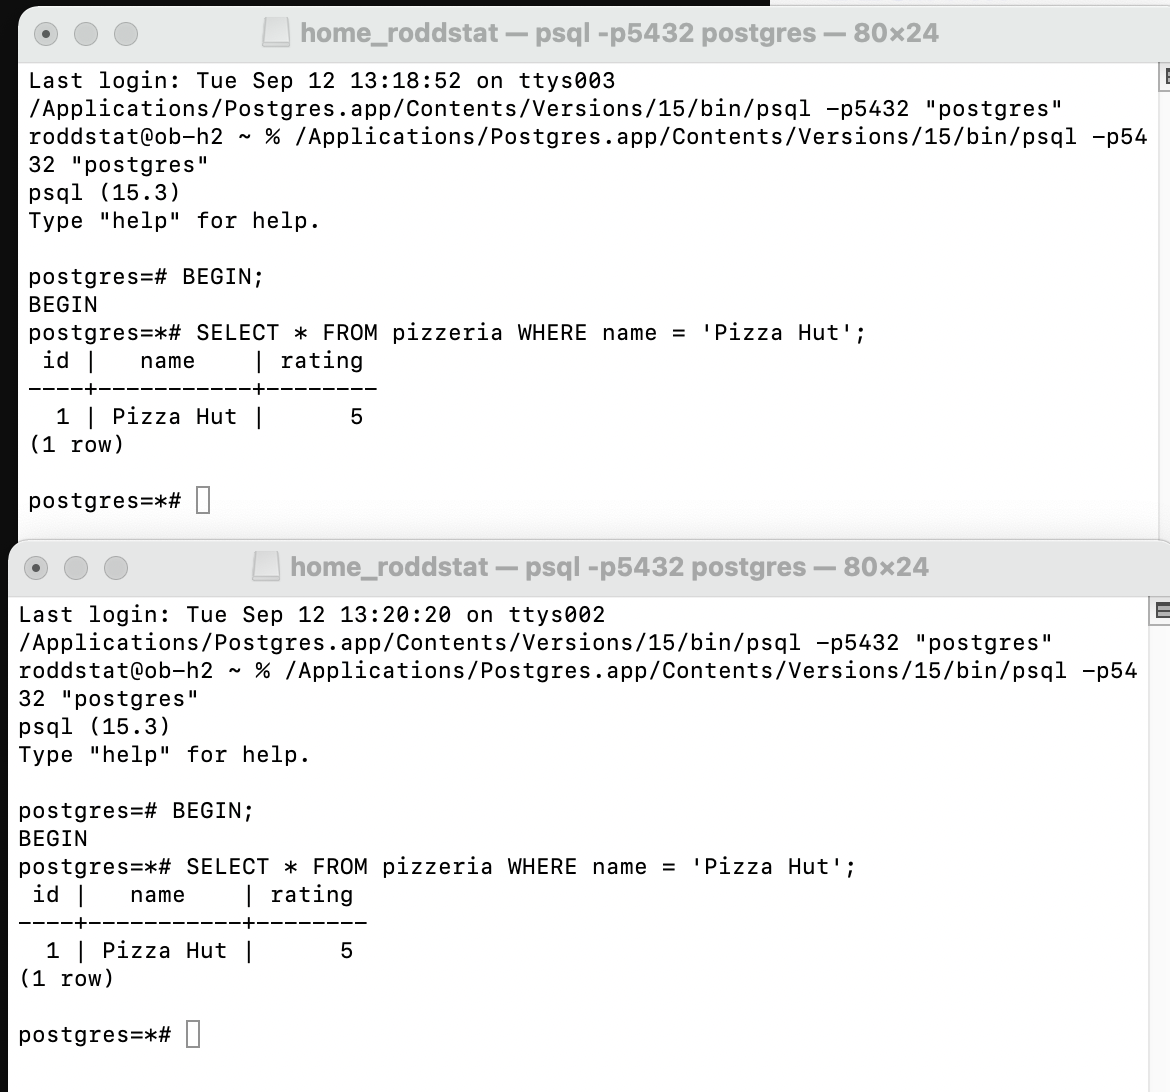 home_roddstat — psql -p5432 postgres — 80×24
Last login: Tue Sep 12 13:18:52 on ttys003
/Applications/Postgres.app/Contents/Versions/15/bin/psql -p5432 "postgres"
roddstat@ob-h2 ~ % /Applications/Postgres.app/Contents/Versions/15/bin/psql -p54
32 "postgres"
psql (15.3)
Type "help" for help.
postgres=# BEGIN;
BEGIN
postgres=*# SELECT * FROM pizzeria WHERE name = 'Pizza Hut';
 id |   name    | rating
----+-----------+--------
  1 | Pizza Hut |      5
(1 row)
postgres=*#
home_roddstat — psql -p5432 postgres — 80×24
Last login: Tue Sep 12 13:20:20 on ttys002
/Applications/Postgres.app/Contents/Versions/15/bin/psql -p5432 "postgres"
roddstat@ob-h2 ~ % /Applications/Postgres.app/Contents/Versions/15/bin/psql -p54
32 "postgres"
psql (15.3)
Type "help" for help.
postgres=# BEGIN;
BEGIN
postgres=*# SELECT * FROM pizzeria WHERE name = 'Pizza Hut';
 id |   name    | rating
----+-----------+--------
  1 | Pizza Hut |      5
(1 row)
postgres=*#